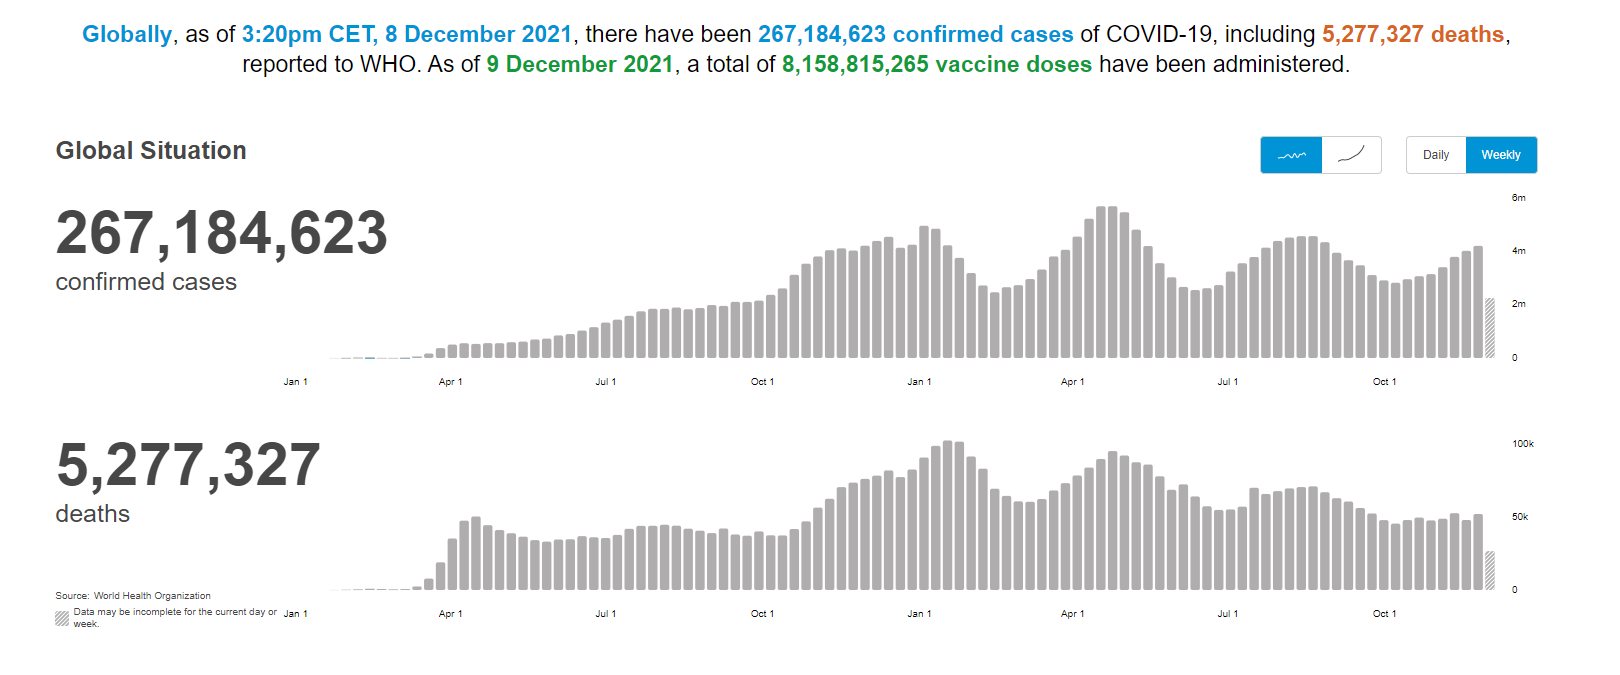 Globally, as of 3:20pm CET, 8 December 2021, there have been 267,184,623 confirmed cases of COVID-19, including 5,277,327 deaths,
reported to WHO. As of 9 December 2021, a total of 8,158,815,265 vaccine doses have been administered.
Global Situation
Daily Weekly
267,184,623
confirmed cases
6m
4m
2m
0
Jan 1 Apr 1 Jul 1 Oct 1 Jan 1 Apr 1 Jul 1 Oct 1
5,277,327
deaths
100k
50k
0
Source: World Health Organization
Data may be incomplete for the current day or
week.
Jan 1 Apr 1 Jul 1 Oct 1 Jan 1 Apr 1 Jul 1 Oct 1